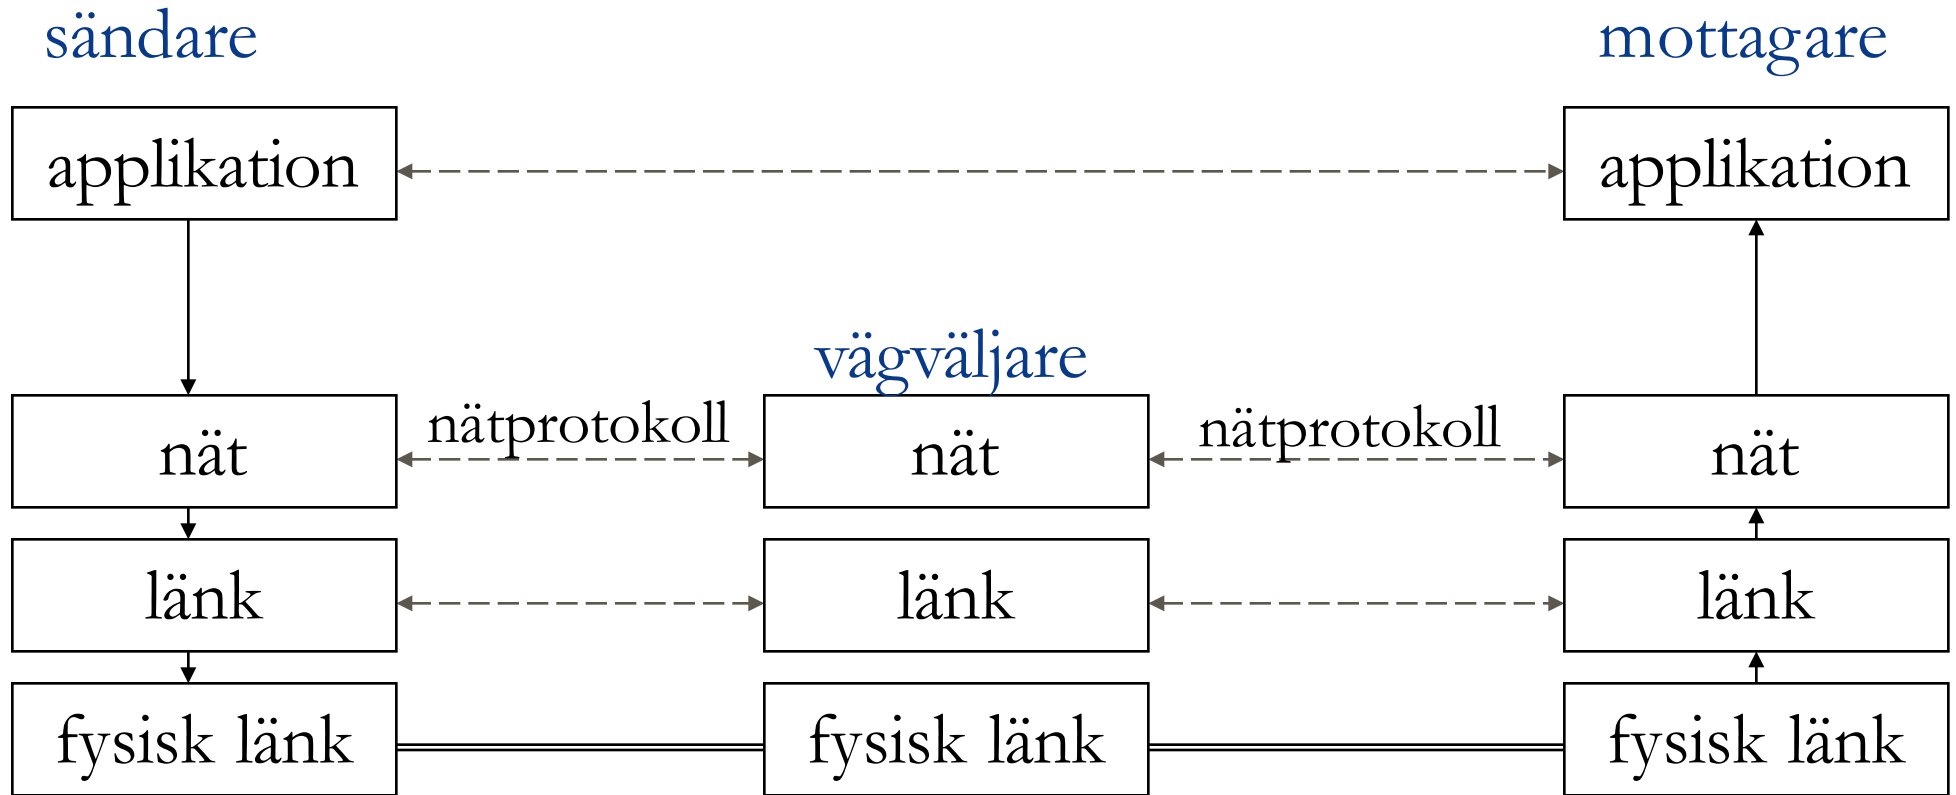 sändare
mottagare
applikation
applikation
vägväljare
nät
nätprotokoll
nät
nätprotokoll
nät
länk
länk
länk
fysisk länk
fysisk länk
fysisk länk